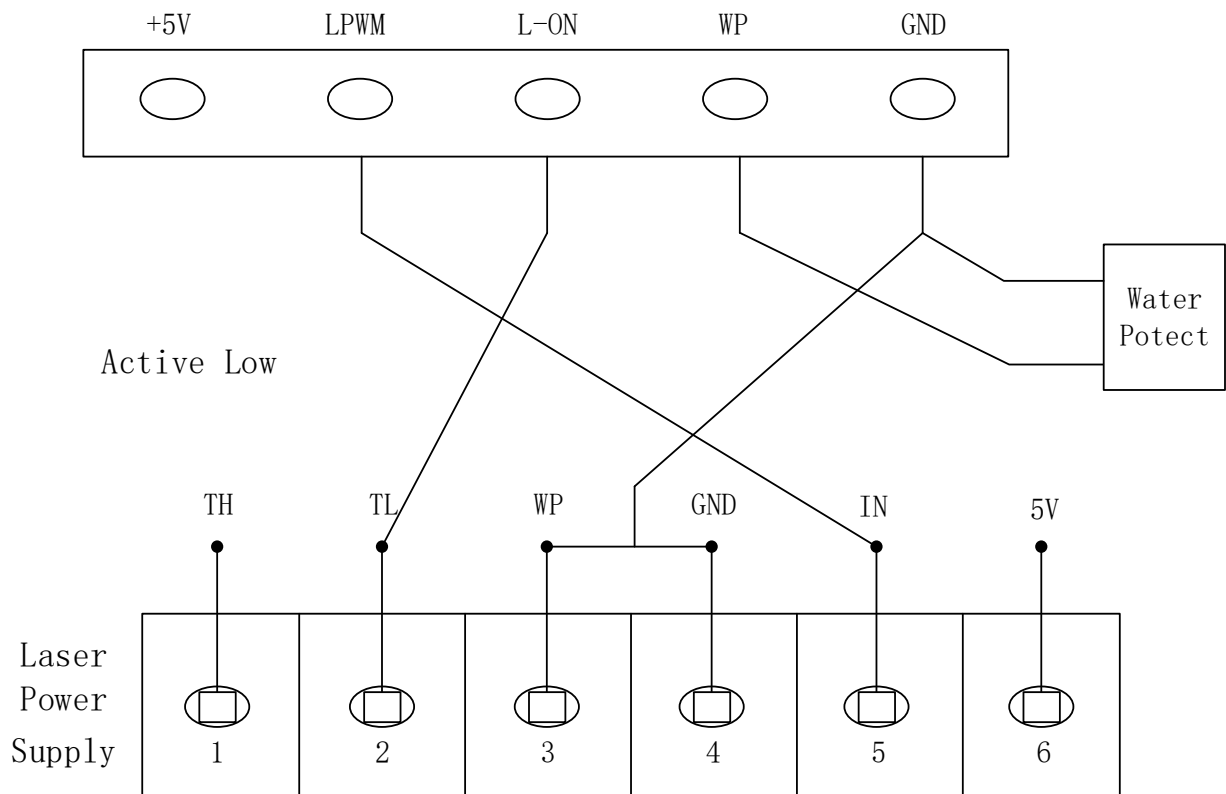 +5V LPWM L-ON WP GND
Water
Potect
Active Low
TH TL WP GND IN 5V
Laser
Power
Supply
1 2 3 4 5 6